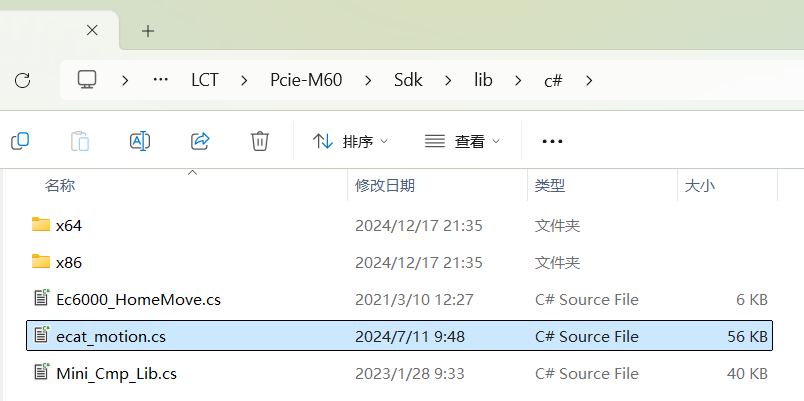 LCT Pcie-M60 Sdk lib c#
排序 查看
名称 修改日期 类型 大小
x64 2024/12/17 21:35 文件夹
x86 2024/12/17 21:35 文件夹
Ec6000_HomeMove.cs 2021/3/10 12:27 C# Source File 6 KB
ecat_motion.cs 2024/7/11 9:48 C# Source File 56 KB
Mini_Cmp_Lib.cs 2023/1/28 9:33 C# Source File 40 KB